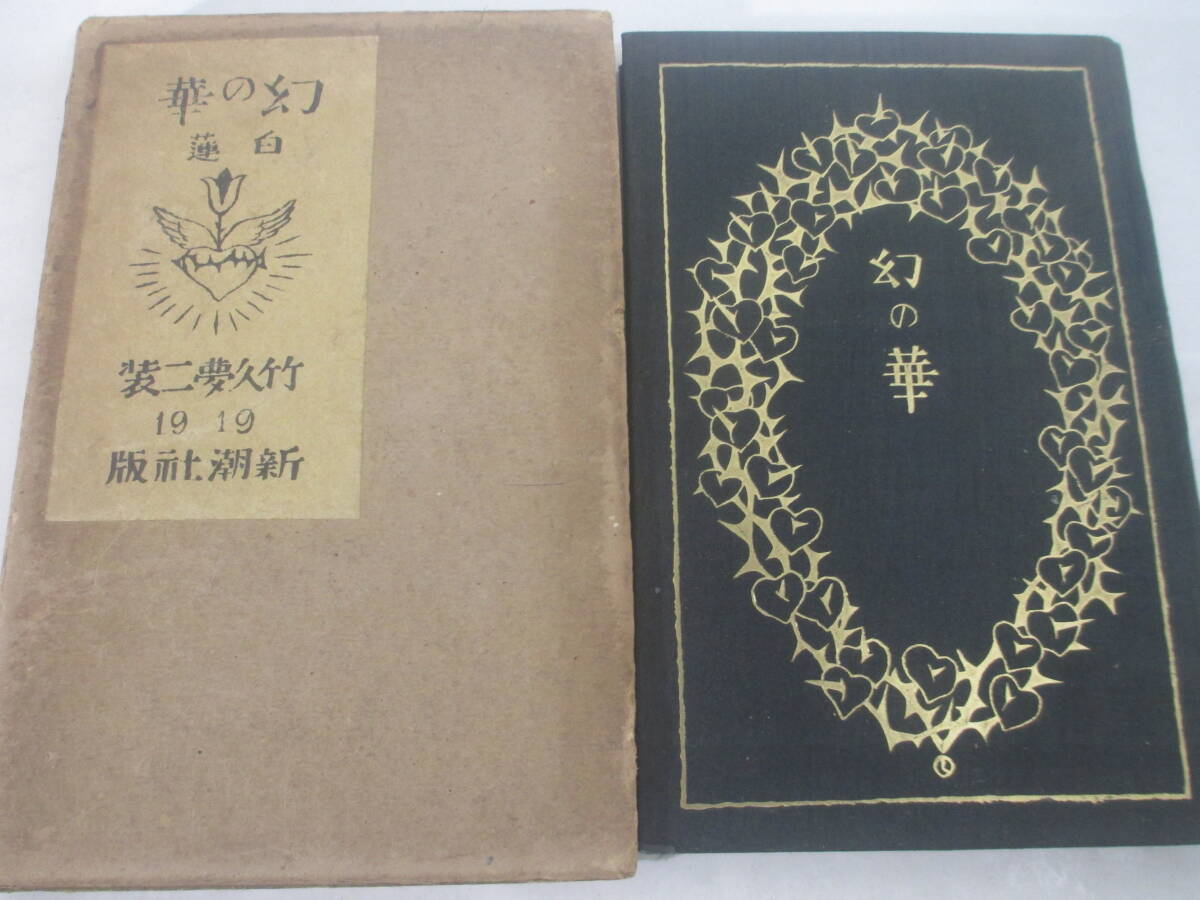 幻の華
白蓮
竹久夢二装
1919
新潮社版
幻の華